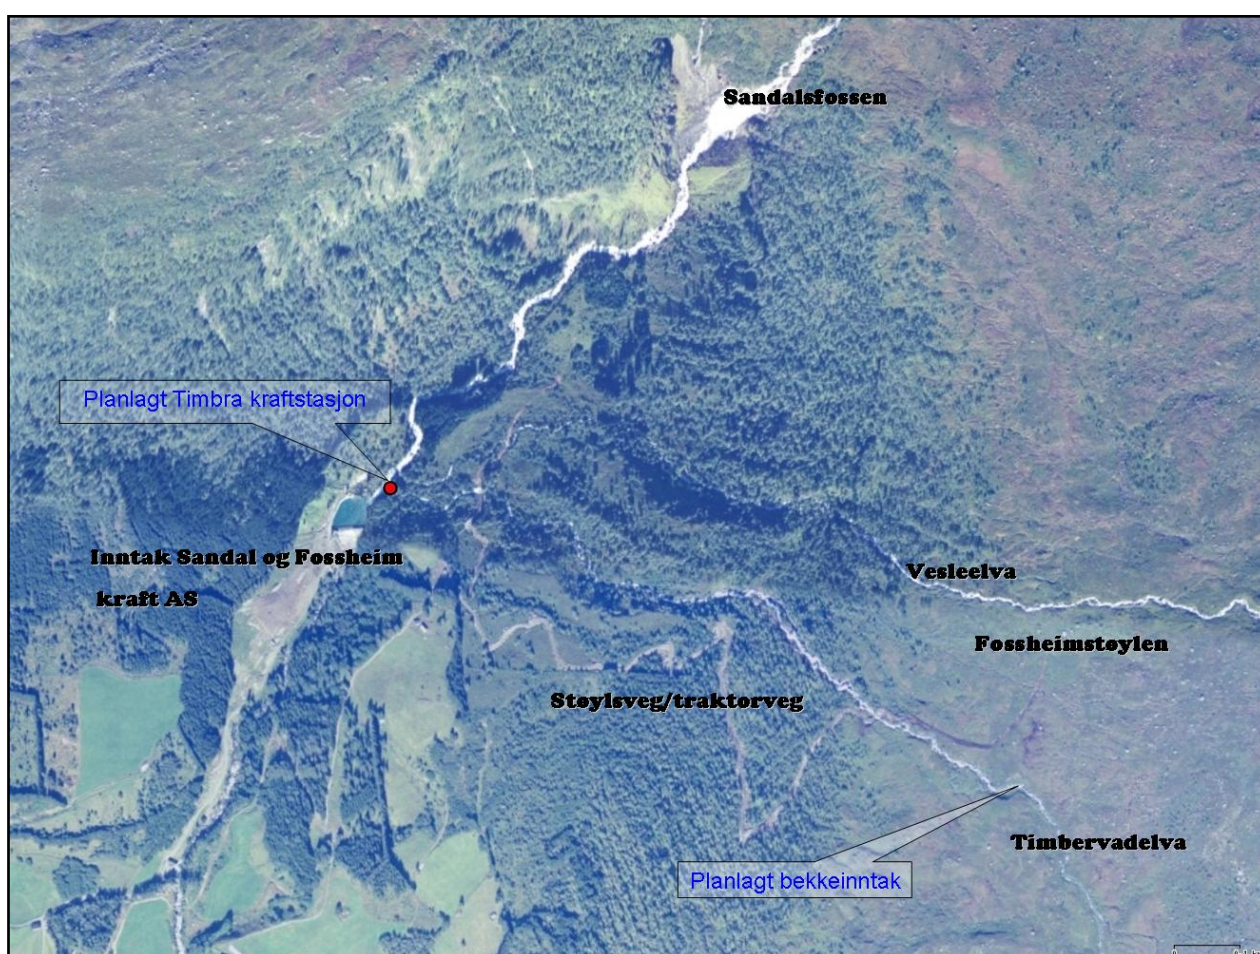 Sandalsfossen
Planlagt Timbra kraftstasjon
Inntak Sandal og Fossheim
kraft AS
Vesleelva
Fossheimstøylen
Støylsveg/traktorveg
Timbervadelva
Planlagt bekkeinntak